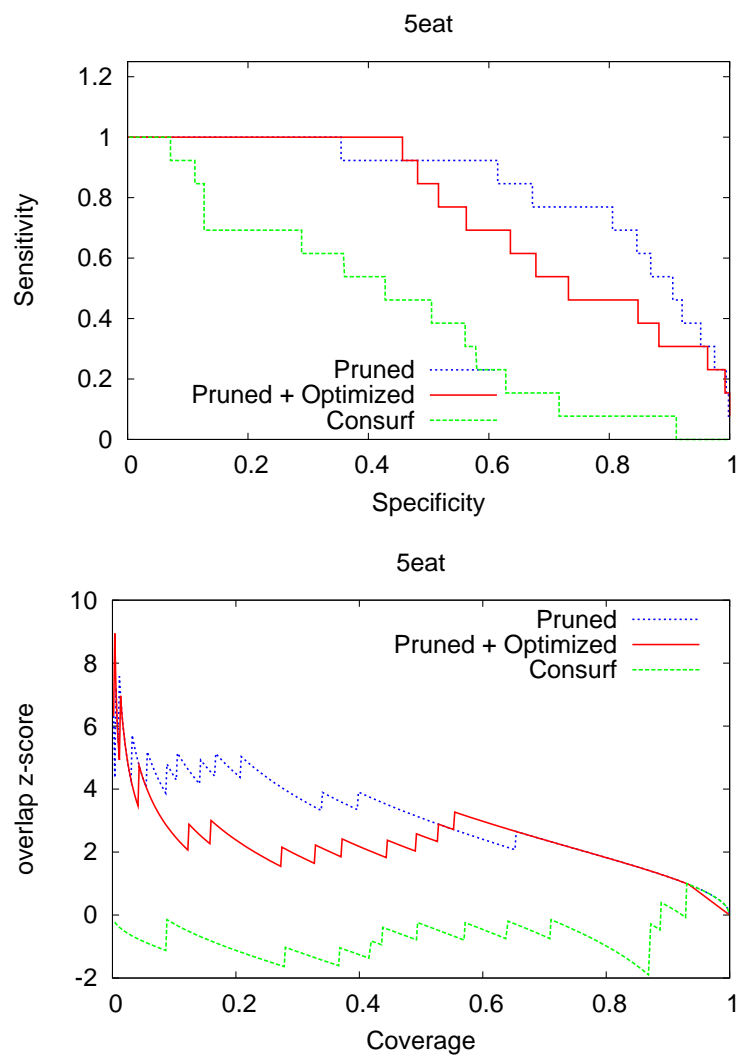 5eat
1.2
1
0.8
0.6
0.4
0.2
0
Sensitivity
Pruned
Pruned + Optimized
Consurf
0 0.2 0.4 0.6 0.8 1
Specificity
5eat
10
8
6
4
2
0
-2
overlap z-score
Pruned
Pruned + Optimized
Consurf
0 0.2 0.4 0.6 0.8 1
Coverage